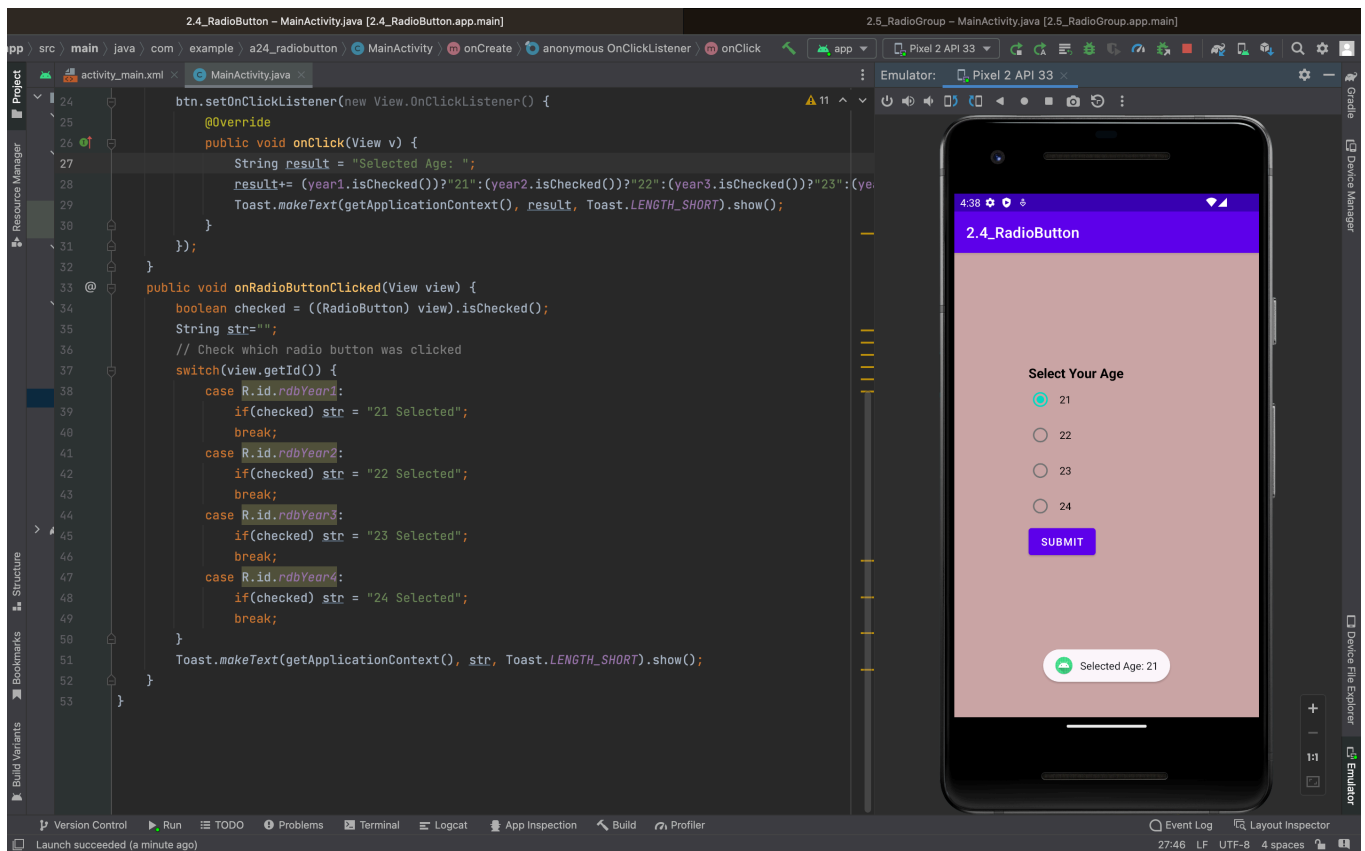 2.4_RadioButton – MainActivity.java [2.4_RadioButton.app.main]
2.5_RadioGroup – MainActivity.java [2.5_RadioGroup.app.main]
app 〉 src 〉 main 〉 java 〉 com 〉 example 〉 a24_radiobutton 〉 MainActivity 〉 onCreate 〉 anonymous OnClickListener 〉 onClick
app
Pixel 2 API 33
activity_main.xml
MainActivity.java
Emulator: Pixel 2 API 33
Project
Resource Manager
Structure
Bookmarks
Build Variants
11
24 btn.setOnClickListener(new View.OnClickListener() {
25 @Override
26 public void onClick(View v) {
27 String result = "Selected Age: ";
28 result+= (year1.isChecked())?"21":(year2.isChecked())?"22":(year3.isChecked())?"23":(yea
29 Toast.makeText(getApplicationContext(), result, Toast.LENGTH_SHORT).show();
30 }
31 });
32 }
33 @ public void onRadioButtonClicked(View view) {
34 boolean checked = ((RadioButton) view).isChecked();
35 String str="";
36 // Check which radio button was clicked
37 switch(view.getId()) {
38 case R.id.rdbYear1:
39 if(checked) str = "21 Selected";
40 break;
41 case R.id.rdbYear2:
42 if(checked) str = "22 Selected";
43 break;
44 case R.id.rdbYear3:
45 if(checked) str = "23 Selected";
46 break;
47 case R.id.rdbYear4:
48 if(checked) str = "24 Selected";
49 break;
50 }
51 Toast.makeText(getApplicationContext(), str, Toast.LENGTH_SHORT).show();
52 }
53 }
4:38
2.4_RadioButton
Select Your Age
21
22
23
24
SUBMIT
Selected Age: 21
1:1
Gradle
Device Manager
Device File Explorer
Emulator
Version Control
Run
TODO
Problems
Terminal
Logcat
App Inspection
Build
Profiler
Event Log
Layout Inspector
Launch succeeded (a minute ago)
27:46 LF UTF-8 4 spaces